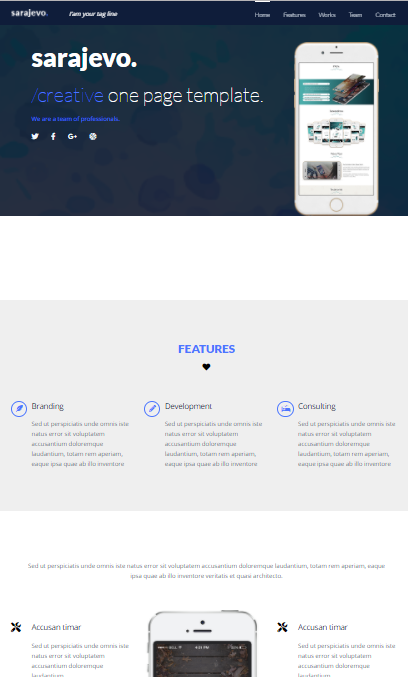 sarajevo.
I'am your tag line
Home Features Works Team Contact
sarajevo.
/creative one page template.
We are a team of professionals.
FEATURES
Branding
Sed ut perspiciatis unde omnis iste
natus error sit voluptatem
accusantium doloremque
laudantium, totam rem aperiam,
eaque ipsa quae ab illo inventore
Development
Sed ut perspiciatis unde omnis iste
natus error sit voluptatem
accusantium doloremque
laudantium, totam rem aperiam,
eaque ipsa quae ab illo inventore
Consulting
Sed ut perspiciatis unde omnis iste
natus error sit voluptatem
accusantium doloremque
laudantium, totam rem aperiam,
eaque ipsa quae ab illo inventore
Sed ut perspiciatis unde omnis iste natus error sit voluptatem accusantium doloremque laudantium, totam rem aperiam, eaque
ipsa quae ab illo inventore veritatis et quasi architecto.
Accusan timar
Sed ut perspiciatis unde omnis iste
natus error sit voluptatem
accusantium doloremque
laudantium
4:21 PM
Accusan timar
Sed ut perspiciatis unde omnis iste
natus error sit voluptatem
accusantium doloremque
laudantium